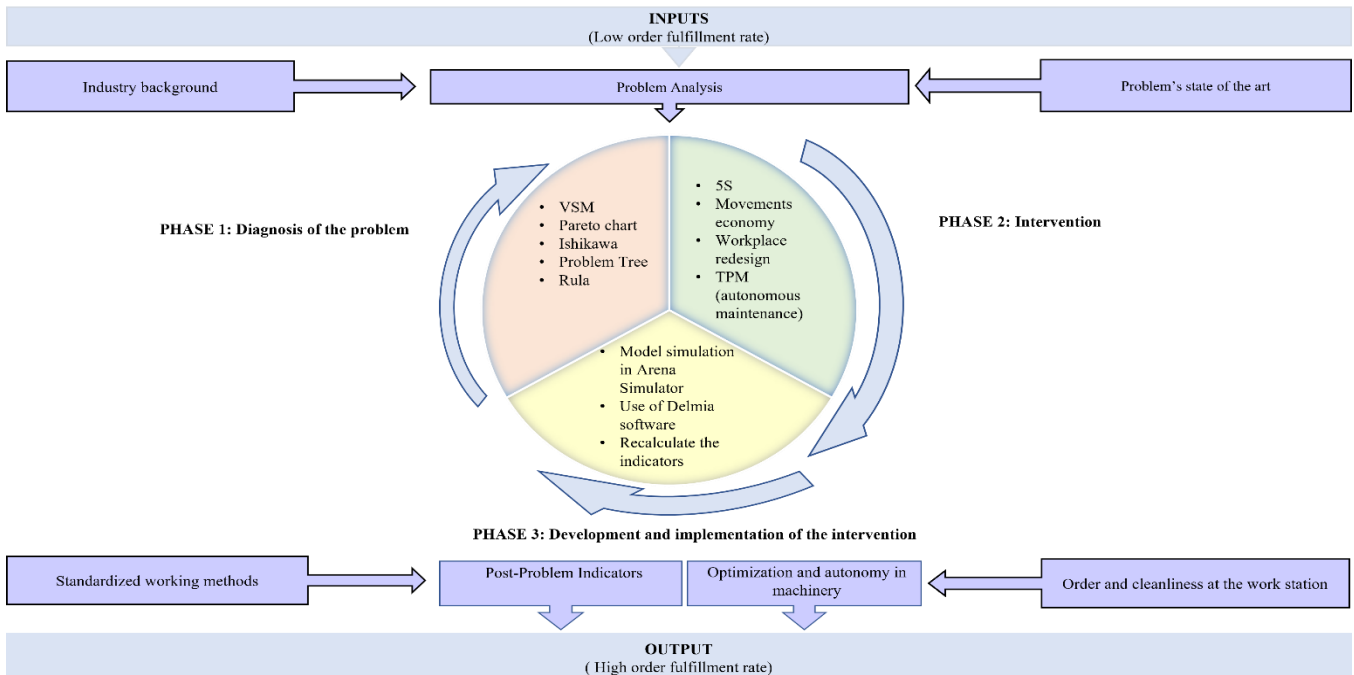 INPUTS
(Low order fulfillment rate)
Industry background
Problem Analysis
Problem's state of the art
PHASE 1: Diagnosis of the problem
• VSM
• Pareto chart
• Ishikawa
• Problem Tree
• Rula
• 5S
• Movements
economy
• Workplace
redesign
• TPM
(autonomous
maintenance)
PHASE 2: Intervention
• Model simulation
in Arena
Simulator
• Use of Delmia
software
• Recalculate the
indicators
PHASE 3: Development and implementation of the intervention
Standardized working methods
Post-Problem Indicators
Optimization and autonomy in
machinery
Order and cleanliness at the work station
OUTPUT
( High order fulfillment rate)